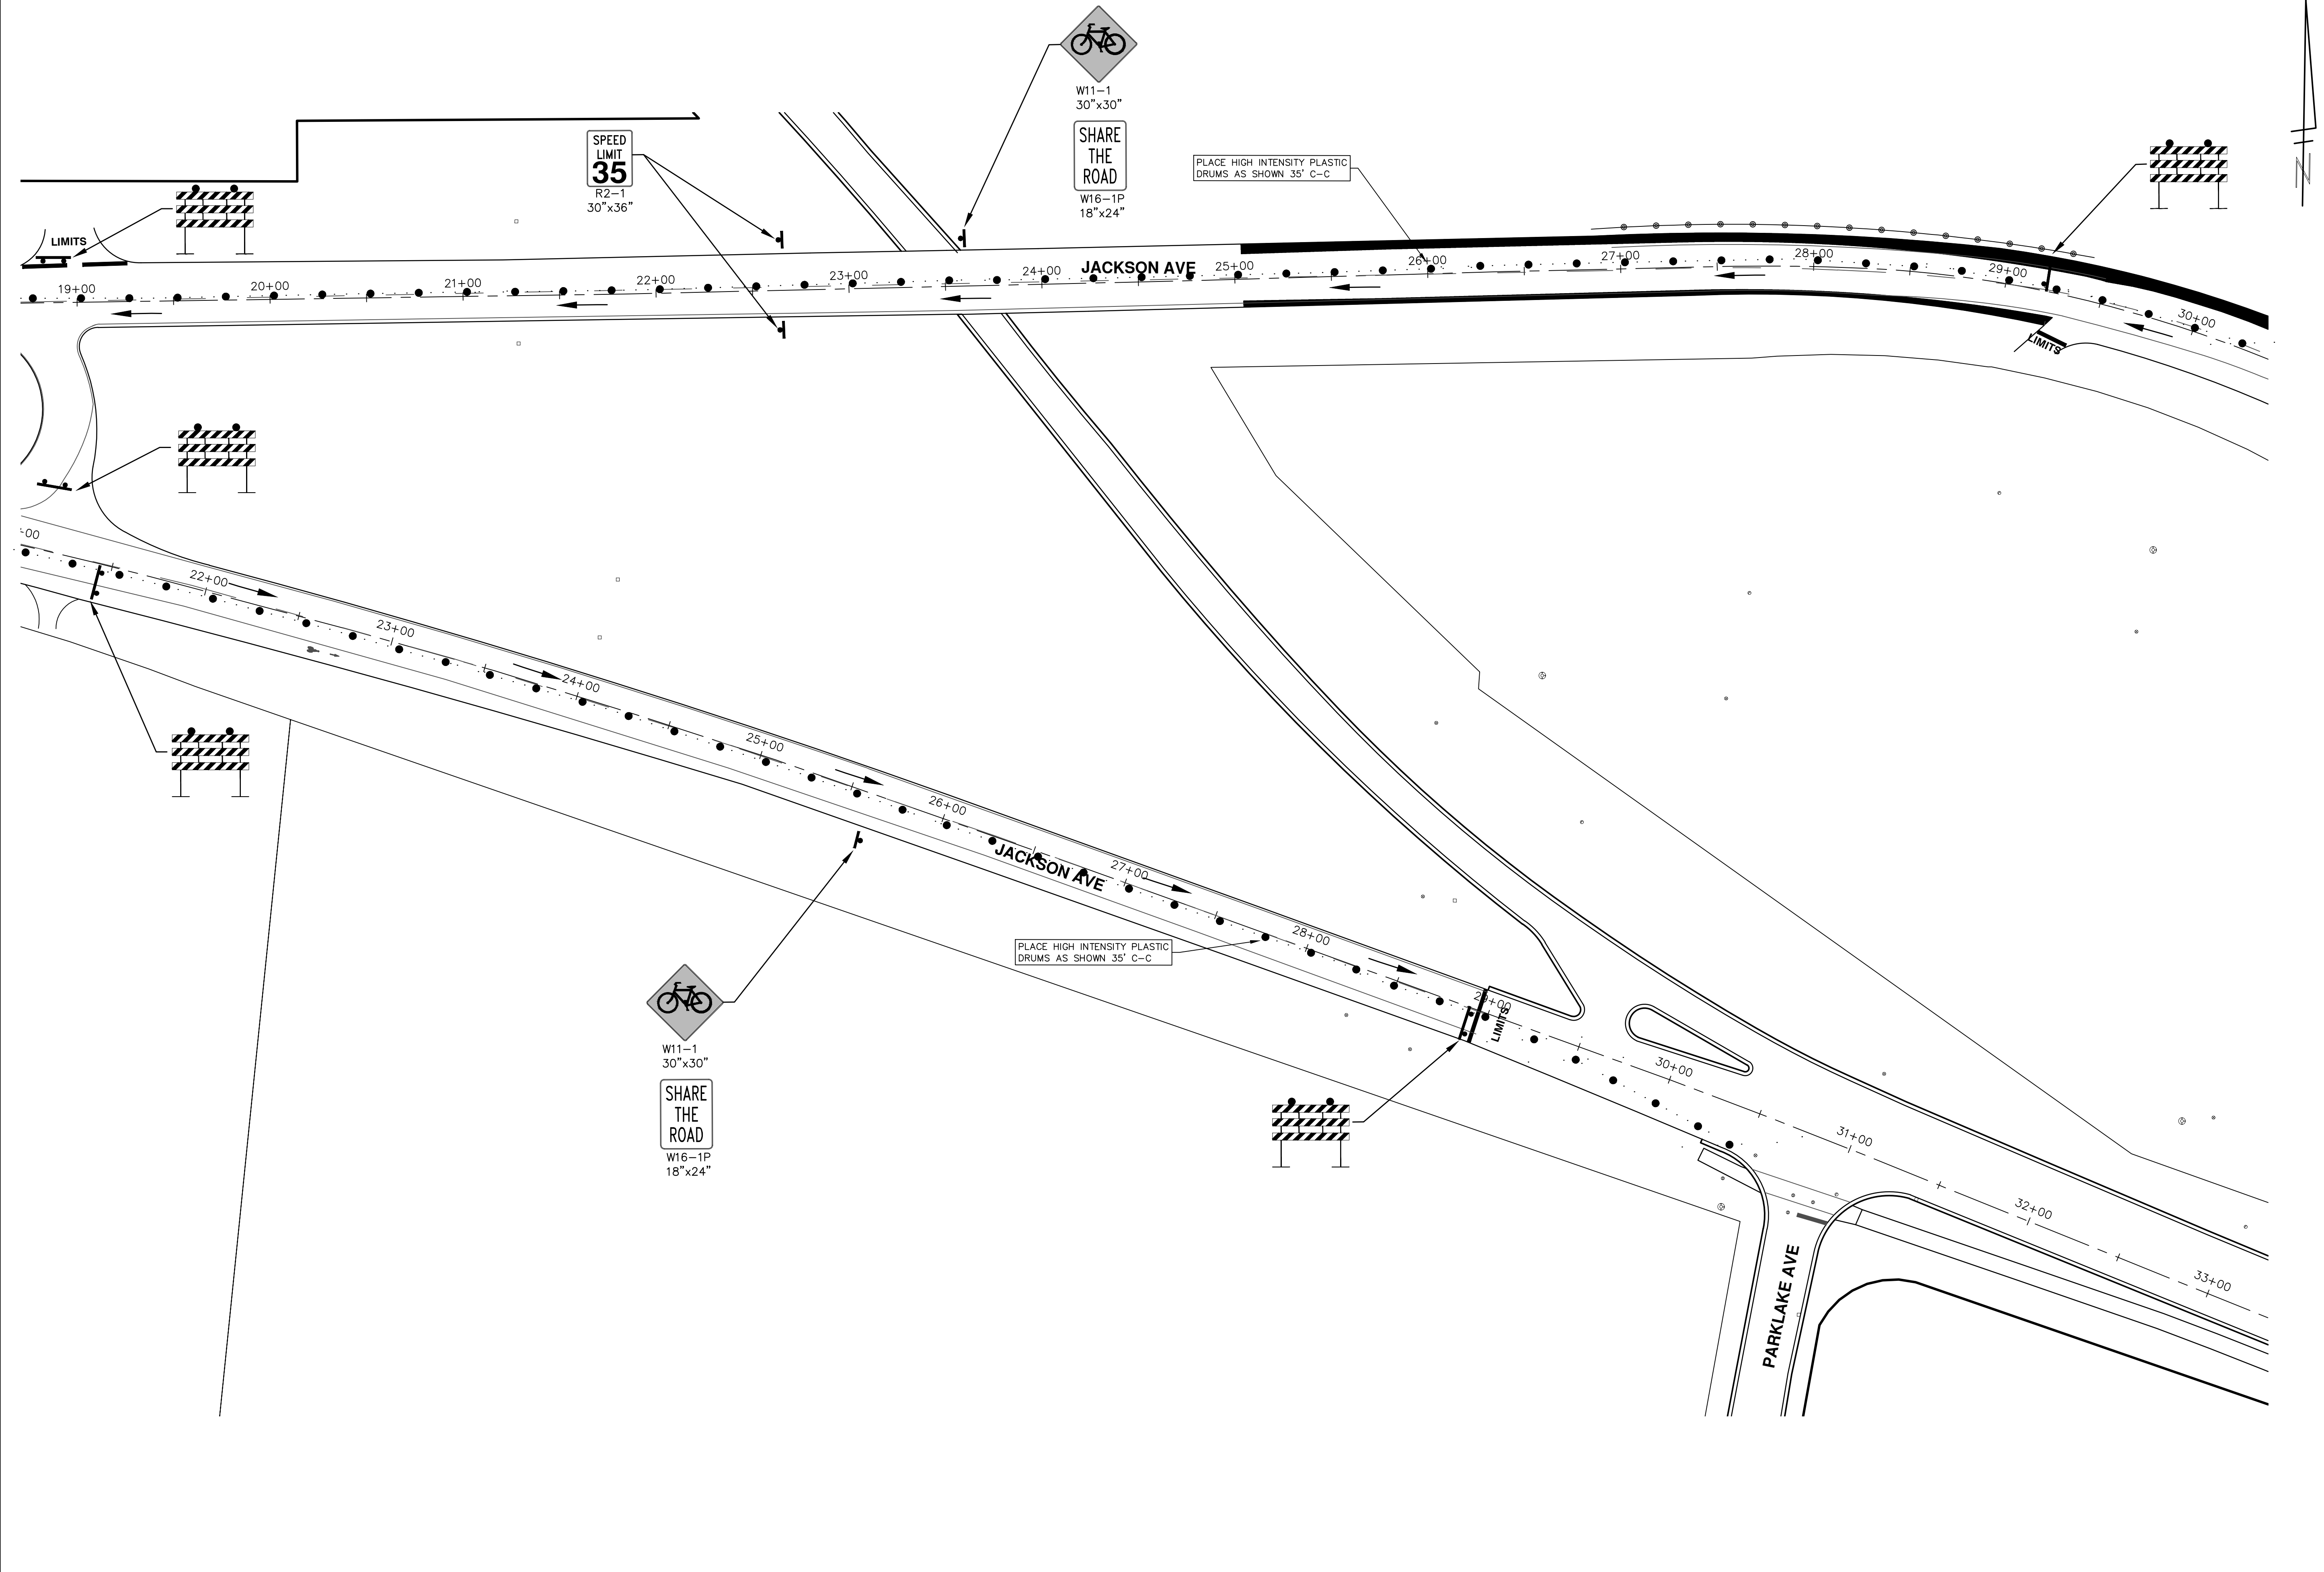 W11-1
30"x30"
SHARE
THE
ROAD
W16-1P
18"x24"
SPEED
LIMIT
35
R2-1
30"x36"
PLACE HIGH INTENSITY PLASTIC
DRUMS AS SHOWN 35' C-C
N
LIMITS
JACKSON AVE
19+00
20+00
21+00
22+00
23+00
24+00
25+00
26+00
27+00
28+00
29+00
30+00
LIMITS
-00
22+00
23+00
24+00
25+00
26+00
27+00
28+00
29+00
30+00
31+00
32+00
33+00
JACKSON AVE
PLACE HIGH INTENSITY PLASTIC
DRUMS AS SHOWN 35' C-C
LIMITS
W11-1
30"x30"
SHARE
THE
ROAD
W16-1P
18"x24"
PARKLAKE AVE